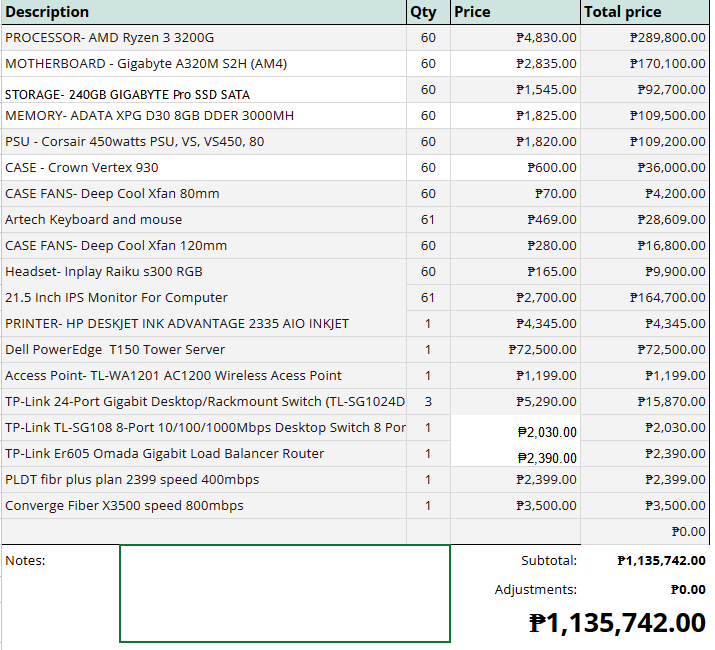 Description Qty Price Total price
PROCESSOR- AMD Ryzen 3 3200G 60 ₱4,830.00 ₱289,800.00
MOTHERBOARD - Gigabyte A320M S2H (AM4) 60 ₱2,835.00 ₱170,100.00
STORAGE- 240GB GIGABYTE Pro SSD SATA 60 ₱1,545.00 ₱92,700.00
MEMORY- ADATA XPG D30 8GB DDER 3000MH 60 ₱1,825.00 ₱109,500.00
PSU - Corsair 450watts PSU, VS, VS450, 80 60 ₱1,820.00 ₱109,200.00
CASE - Crown Vertex 930 60 ₱600.00 ₱36,000.00
CASE FANS- Deep Cool Xfan 80mm 60 ₱70.00 ₱4,200.00
Artech Keyboard and mouse 61 ₱469.00 ₱28,609.00
CASE FANS- Deep Cool Xfan 120mm 60 ₱280.00 ₱16,800.00
Headset- Inplay Raiku s300 RGB 60 ₱165.00 ₱9,900.00
21.5 Inch IPS Monitor For Computer 61 ₱2,700.00 ₱164,700.00
PRINTER- HP DESKJET INK ADVANTAGE 2335 AIO INKJET 1 ₱4,345.00 ₱4,345.00
Dell PowerEdge T150 Tower Server 1 ₱72,500.00 ₱72,500.00
Access Point- TL-WA1201 AC1200 Wireless Acess Point 1 ₱1,199.00 ₱1,199.00
TP-Link 24-Port Gigabit Desktop/Rackmount Switch (TL-SG1024D 3 ₱5,290.00 ₱15,870.00
TP-Link TL-SG108 8-Port 10/100/1000Mbps Desktop Switch 8 Por 1 ₱2,030.00 ₱2,030.00
TP-Link Er605 Omada Gigabit Load Balancer Router 1 ₱2,390.00 ₱2,390.00
PLDT fibr plus plan 2399 speed 400mbps 1 ₱2,399.00 ₱2,399.00
Converge Fiber X3500 speed 800mbps 1 ₱3,500.00 ₱3,500.00
₱0.00
Notes: Subtotal: ₱1,135,742.00
Adjustments: ₱0.00
₱1,135,742.00